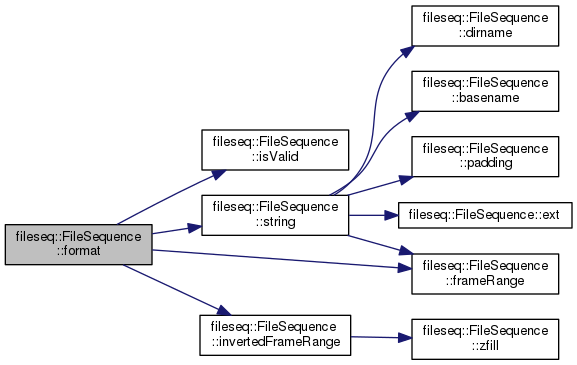 fileseq::FileSequence
::dirname
fileseq::FileSequence
::basename
fileseq::FileSequence
::isValid
fileseq::FileSequence
::padding
fileseq::FileSequence
::string
fileseq::FileSequence::ext
fileseq::FileSequence
::format
fileseq::FileSequence
::frameRange
fileseq::FileSequence
::invertedFrameRange
fileseq::FileSequence
::zfill